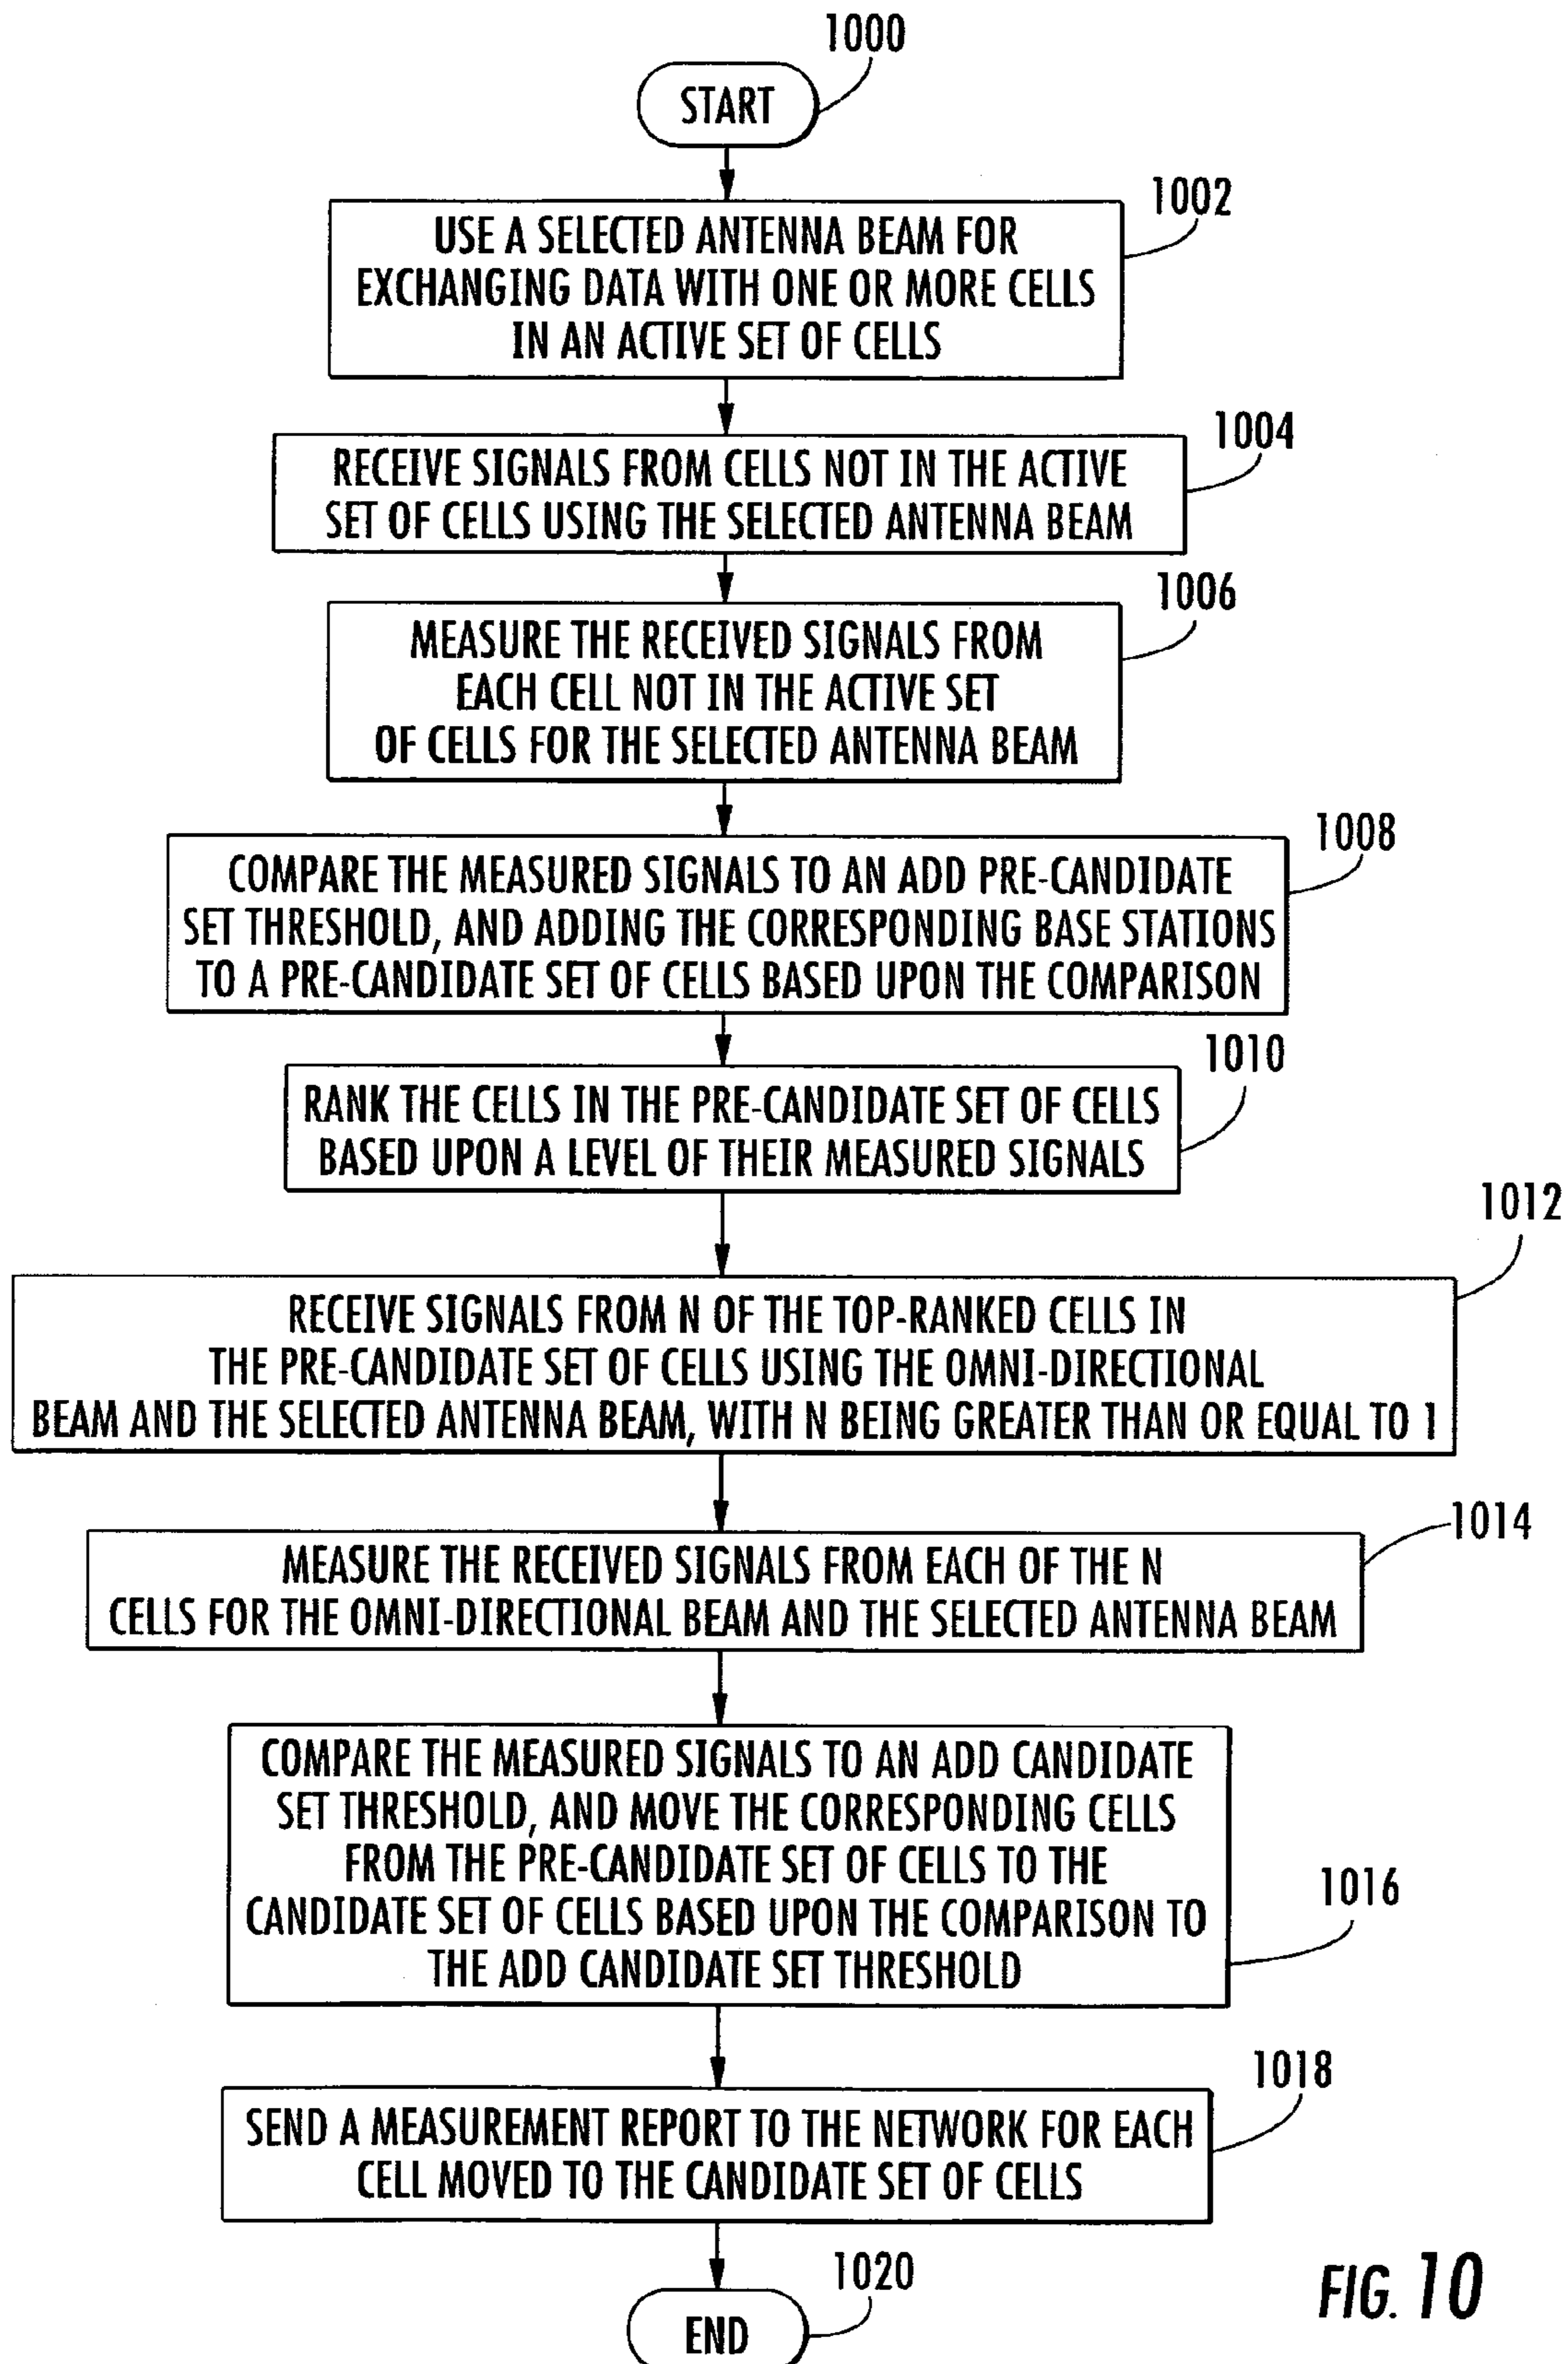 1000
START
1002
USE A SELECTED ANTENNA BEAM FOR
EXCHANGING DATA WITH ONE OR MORE CELLS
IN AN ACTIVE SET OF CELLS
1004
RECEIVE SIGNALS FROM CELLS NOT IN THE ACTIVE
SET OF CELLS USING THE SELECTED ANTENNA BEAM
1006
MEASURE THE RECEIVED SIGNALS FROM
EACH CELL NOT IN THE ACTIVE SET
OF CELLS FOR THE SELECTED ANTENNA BEAM
1008
COMPARE THE MEASURED SIGNALS TO AN ADD PRE-CANDIDATE
SET THRESHOLD, AND ADDING THE CORRESPONDING BASE STATIONS
TO A PRE-CANDIDATE SET OF CELLS BASED UPON THE COMPARISON
1010
RANK THE CELLS IN THE PRE-CANDIDATE SET OF CELLS
BASED UPON A LEVEL OF THEIR MEASURED SIGNALS
1012
RECEIVE SIGNALS FROM N OF THE TOP-RANKED CELLS IN
THE PRE-CANDIDATE SET OF CELLS USING THE OMNI-DIRECTIONAL
BEAM AND THE SELECTED ANTENNA BEAM, WITH N BEING GREATER THAN OR EQUAL TO 1
1014
MEASURE THE RECEIVED SIGNALS FROM EACH OF THE N
CELLS FOR THE OMNI-DIRECTIONAL BEAM AND THE SELECTED ANTENNA BEAM
COMPARE THE MEASURED SIGNALS TO AN ADD CANDIDATE
SET THRESHOLD, AND MOVE THE CORRESPONDING CELLS
FROM THE PRE-CANDIDATE SET OF CELLS TO THE
CANDIDATE SET OF CELLS BASED UPON THE COMPARISON TO
THE ADD CANDIDATE SET THRESHOLD
1016
1018
SEND A MEASUREMENT REPORT TO THE NETWORK FOR EACH
CELL MOVED TO THE CANDIDATE SET OF CELLS
1020
END
FIG. 10